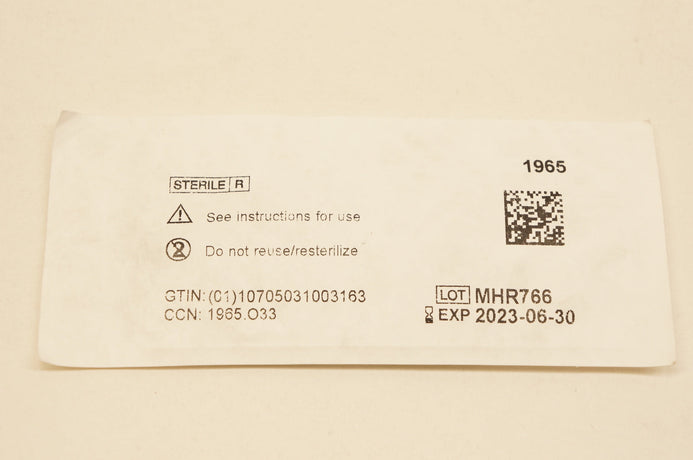 1965
STERILE R
See instructions for use
Do not reuse/resterilize
GTIN:(01)10705031003163
CCN: 1965.O33
LOT MHR766
EXP 2023-06-30